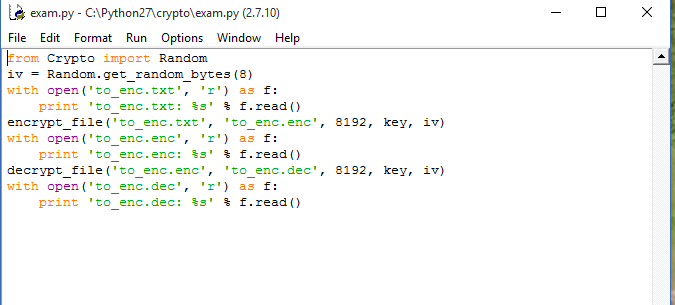 exam.py - C:\Python27\crypto\exam.py (2.7.10)
File Edit Format Run Options Window Help
from Crypto import Random
iv = Random.get_random_bytes(8)
with open('to_enc.txt', 'r') as f:
    print 'to_enc.txt: %s' % f.read()
encrypt_file('to_enc.txt', 'to_enc.enc', 8192, key, iv)
with open('to_enc.enc', 'r') as f:
    print 'to_enc.enc: %s' % f.read()
decrypt_file('to_enc.enc', 'to_enc.dec', 8192, key, iv)
with open('to_enc.dec', 'r') as f:
    print 'to_enc.dec: %s' % f.read()